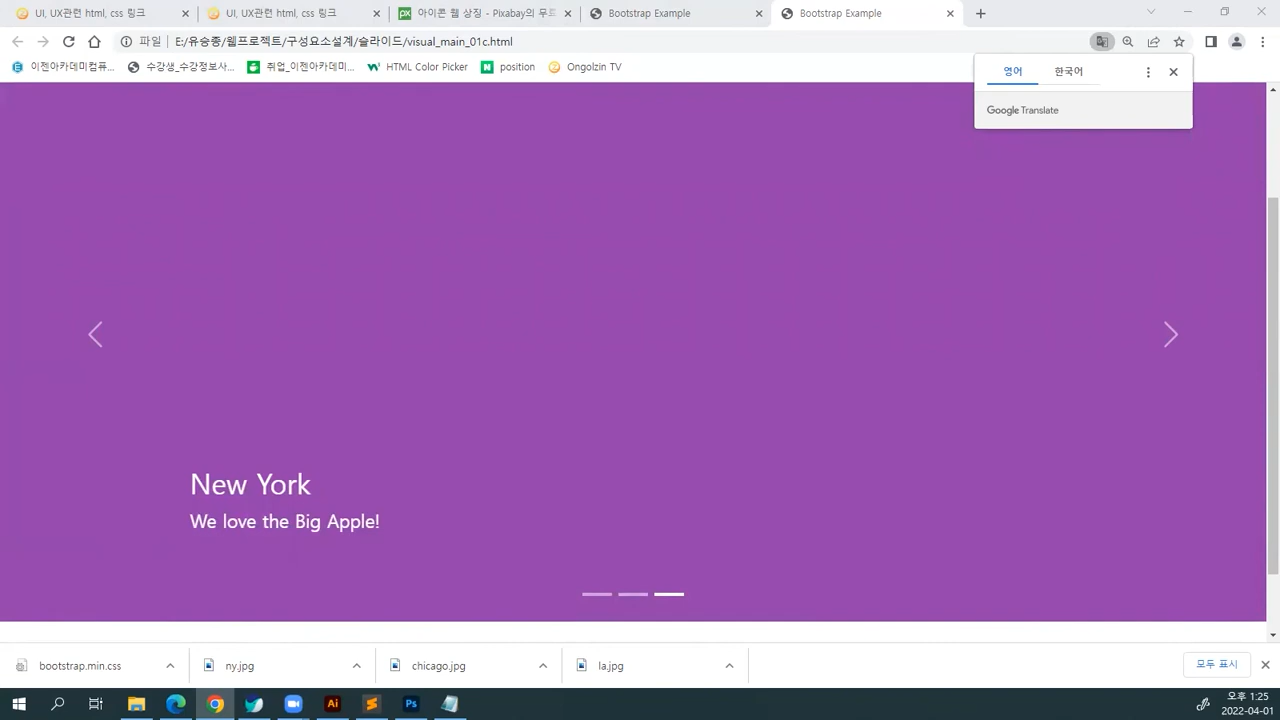 UI, UX관련 html, css 링크
UI, UX관련 html, css 링크
아이콘 웹 상징 - Pixabay의 무료
Bootstrap Example
Bootstrap Example
파일
E:/유승종/웹프로젝트/구성요소설계/슬라이드/visual_main_01c.html
이젠아카데미컴퓨...
수강생_수강정보사...
취업_이젠아카데미...
HTML Color Picker
position
Ongolzin TV
영어
한국어
Google Translate
New York
We love the Big Apple!
bootstrap.min.css
ny.jpg
chicago.jpg
la.jpg
모두 표시
오후 1:25
2022-04-01